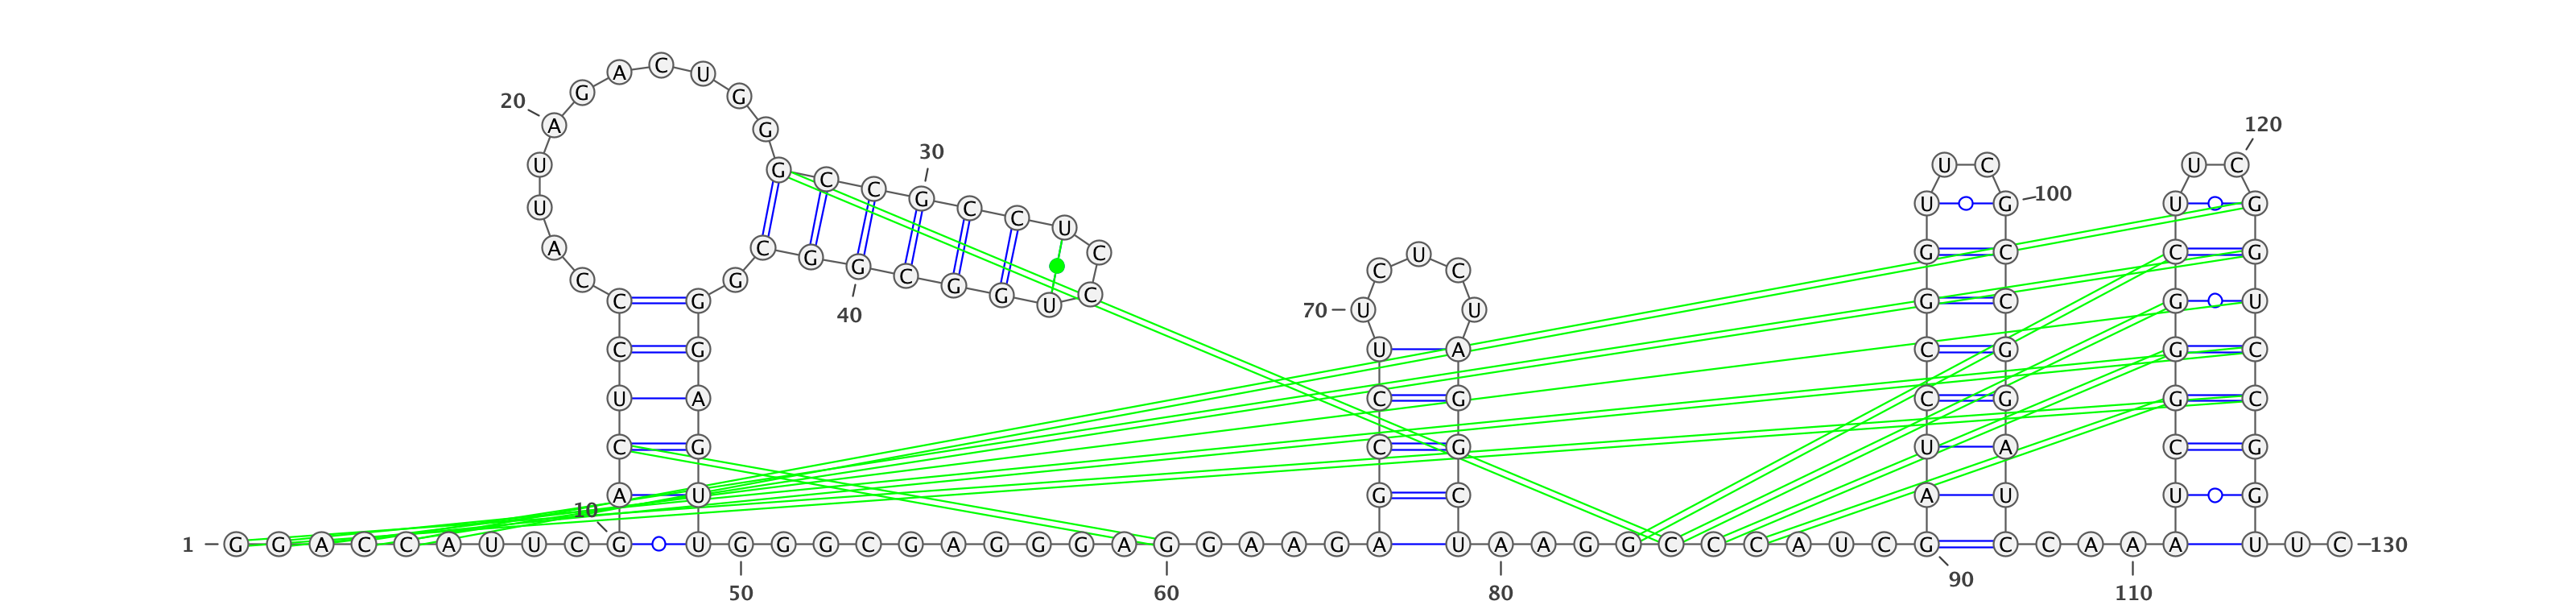 1
G G A C C A U U C
10
G A C U C C C A U U
20
A G A C U G G G C C
30
G C C U C C U G G C
40
G G C G G G A G U U
50
G G G C G A G G G A
60
G G A A G A G C C U
70
U C U C U A G G C U
80
A A G G C C C A U C
90
G A U C C G G U U C
100
G C C G G A U C C A
110
A A U C G G G C U U
120
C G G U C C G G U U
130
C